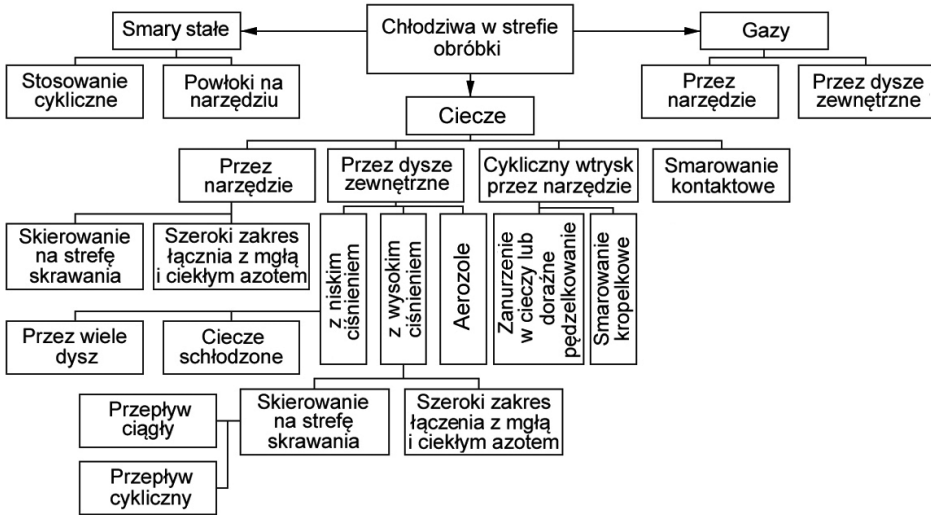 Chłodziwa w strefie
obróbki
Smary stałe
Gazy
Stosowanie
cykliczne
Powłoki na
narzędziu
Przez
narzędzie
Przez dysze
zewnętrzne
Ciecze
Przez
narzędzie
Przez dysze
zewnętrzne
Cykliczny wtrysk
przez narzędzie
Smarowanie
kontaktowe
Skierowanie
na strefę
skrawania
Szeroki zakres
łącznia z mgłą
i ciekłym azotem
z niskim
ciśnieniem
z wysokim
ciśnieniem
Aerozole
Zanurzenie
w cieczy lub
doraźne
pędzelkowanie
Smarowanie
kropelkowe
Przez wiele
dysz
Ciecze
schłodzone
Skierowanie
na strefę
skrawania
Szeroki zakres
łączenia z mgłą
i ciekłym azotem
Przepływ
ciągły
Przepływ
cykliczny